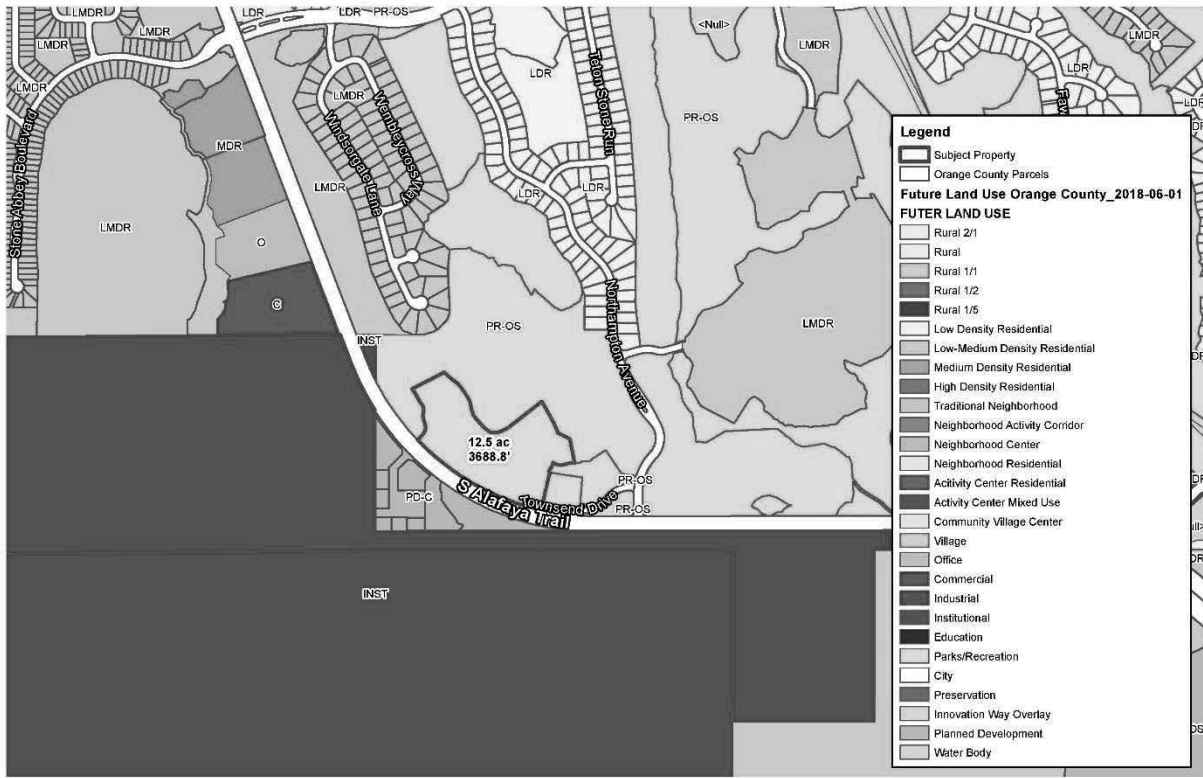 LMDR
LMDR
LDR
LDR PR-OS
<Null>
LMDR
LMDR
LMDR
LDR
LDR
Stone Abbey Boulevard
MDR
LMDR
LMDR
Windsorgate Lane
Wembleycross Way
LDR
Teton Stone Run
LDR
PR-OS
LMDR
O
C
INST
PR-OS
Northampton Avenue
LMDR
12.5 ac
3688.8'
PD-C
S Alafaya Trail
Townsend Drive
PR-OS
PR-OS
INST
Legend
Subject Property
Orange County Parcels
Future Land Use Orange County_2018-06-01
FUTER LAND USE
Rural 2/1
Rural
Rural 1/1
Rural 1/2
Rural 1/5
Low Density Residential
Low-Medium Density Residential
Medium Density Residential
High Density Residential
Traditional Neighborhood
Neighborhood Activity Corridor
Neighborhood Center
Neighborhood Residential
Acitivity Center Residential
Activity Center Mixed Use
Community Village Center
Village
Office
Commercial
Industrial
Institutional
Education
Parks/Recreation
City
Preservation
Innovation Way Overlay
Planned Development
Water Body